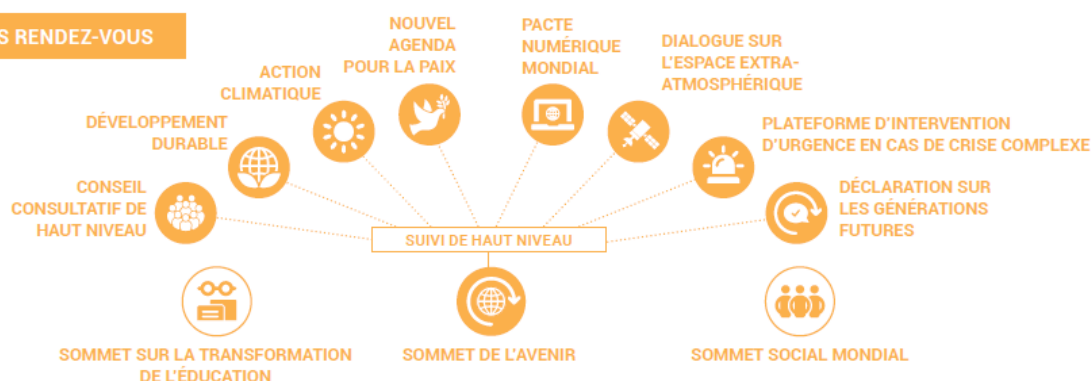 S RENDEZ-VOUS
NOUVEL
AGENDA
POUR LA PAIX
PACTE
NUMÉRIQUE
MONDIAL
DIALOGUE SUR
L'ESPACE EXTRA-
ATMOSPHÉRIQUE
ACTION
CLIMATIQUE
DÉVELOPPEMENT
DURABLE
PLATEFORME D'INTERVENTION
D'URGENCE EN CAS DE CRISE COMPLEXE
CONSEIL
CONSULTATIF DE
HAUT NIVEAU
DÉCLARATION SUR
LES GÉNÉRATIONS
FUTURES
SUIVI DE HAUT NIVEAU
SOMMET SUR LA TRANSFORMATION
DE L'ÉDUCATION
SOMMET DE L'AVENIR
SOMMET SOCIAL MONDIAL